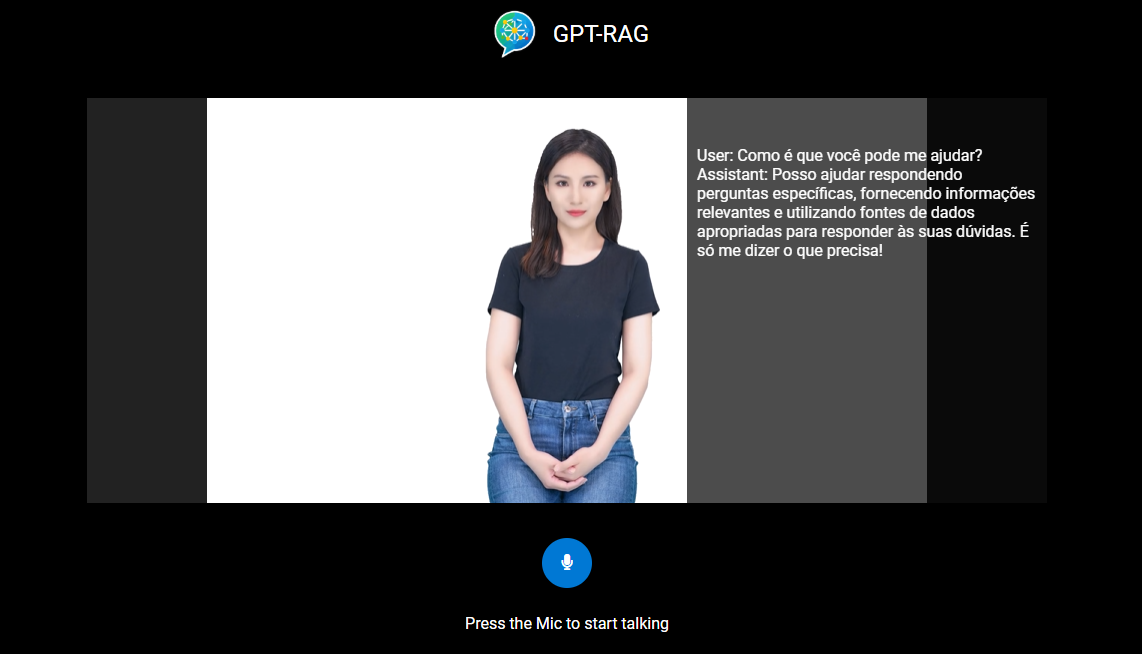 GPT-RAG
User: Como é que você pode me ajudar?
Assistant: Posso ajudar respondendo
perguntas específicas, fornecendo informações
relevantes e utilizando fontes de dados
apropriadas para responder às suas dúvidas. É
só me dizer o que precisa!
Press the Mic to start talking